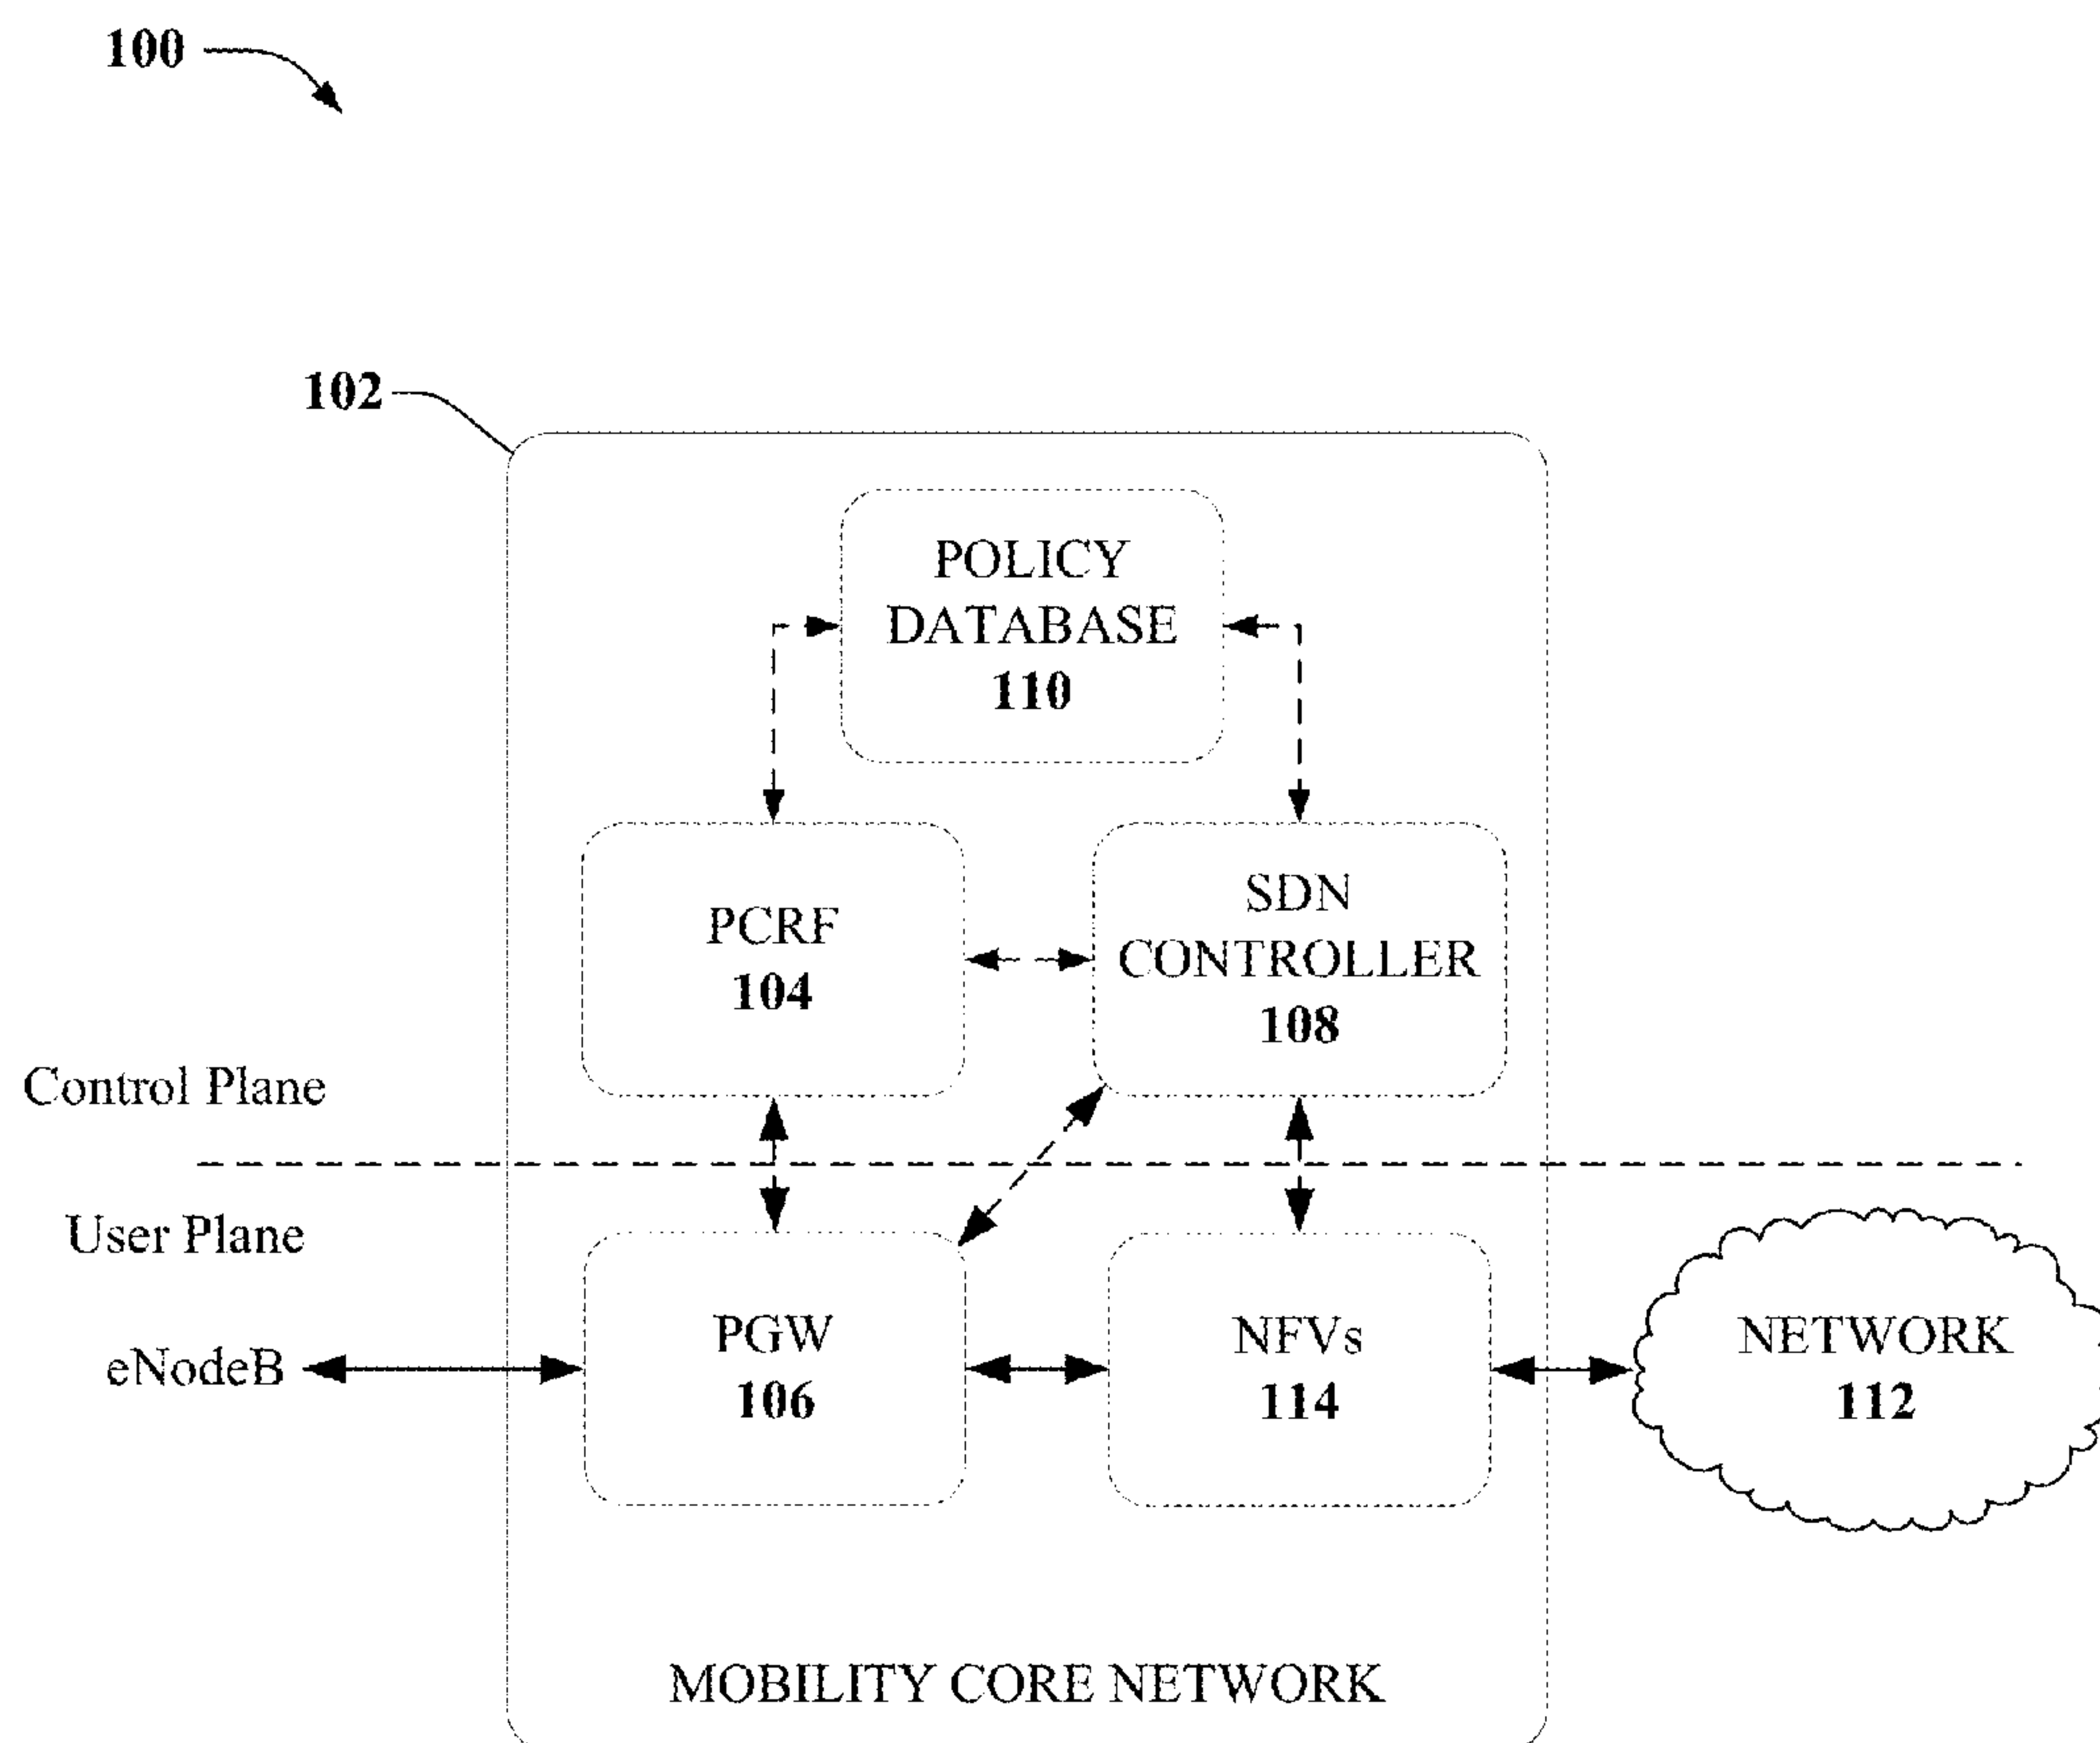 100
102
POLICY
DATABASE
110
PCRF
104
SDN
CONTROLLER
108
Control Plane
User Plane
eNodeB
PGW
106
NFVs
114
NETWORK
112
MOBILITY CORE NETWORK